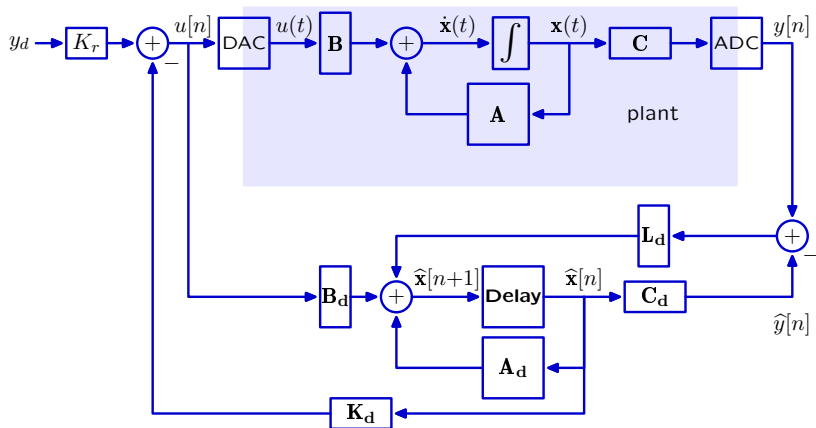 y_d K_r + − u[n] DAC u(t) B + ẋ(t) ∫ x(t) C ADC y[n]
A plant
L_d + −
B_d + x̂[n+1] Delay x̂[n] C_d
ŷ[n]
A_d
K_d